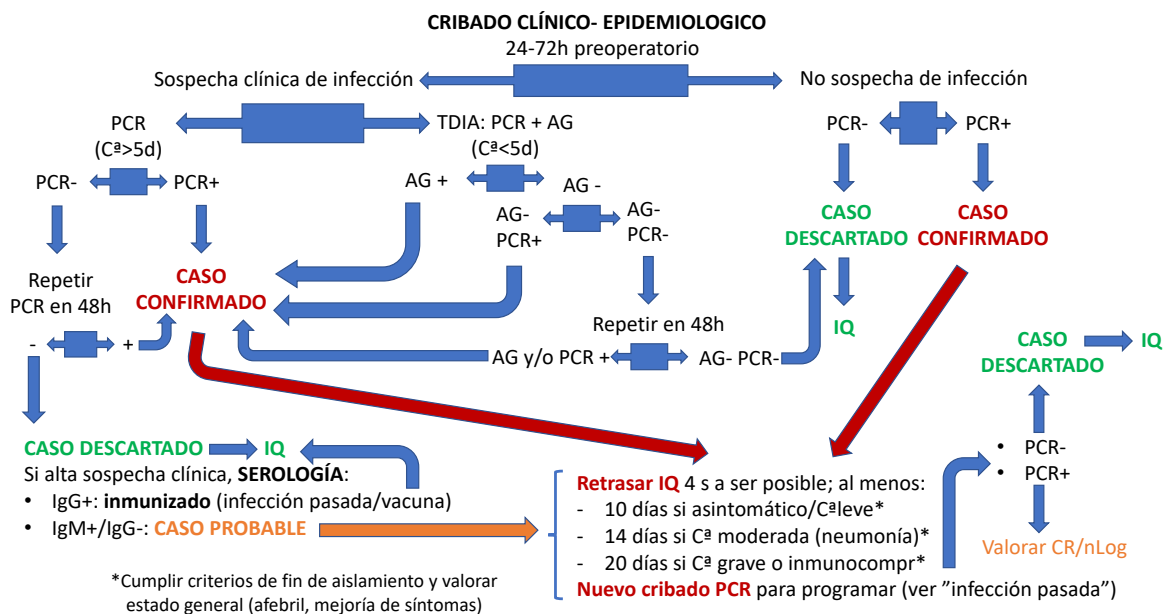 CRIBADO CLÍNICO- EPIDEMIOLOGICO
24-72h preoperatorio
Sospecha clínica de infección
No sospecha de infección
PCR
(Cª>5d)
TDIA: PCR + AG
(Cª<5d)
PCR-
PCR+
PCR-
PCR+
AG +
AG -
AG-
PCR+
AG-
PCR-
CASO
DESCARTADO
CASO
CONFIRMADO
Repetir
PCR en 48h
CASO
CONFIRMADO
IQ
Repetir en 48h
-
+
AG y/o PCR +
AG- PCR-
CASO
DESCARTADO
IQ
CASO DESCARTADO
IQ
Si alta sospecha clínica, SEROLOGÍA:
• IgG+: inmunizado (infección pasada/vacuna)
• IgM+/IgG-: CASO PROBABLE
*Cumplir criterios de fin de aislamiento y valorar
estado general (afebril, mejoría de síntomas)
Retrasar IQ 4 s a ser posible; al menos:
- 10 días si asintomático/Cªleve*
- 14 días si Cª moderada (neumonía)*
- 20 días si Cª grave o inmunocompr*
Nuevo cribado PCR para programar (ver ”infección pasada”)
• PCR-
• PCR+
Valorar CR/nLog